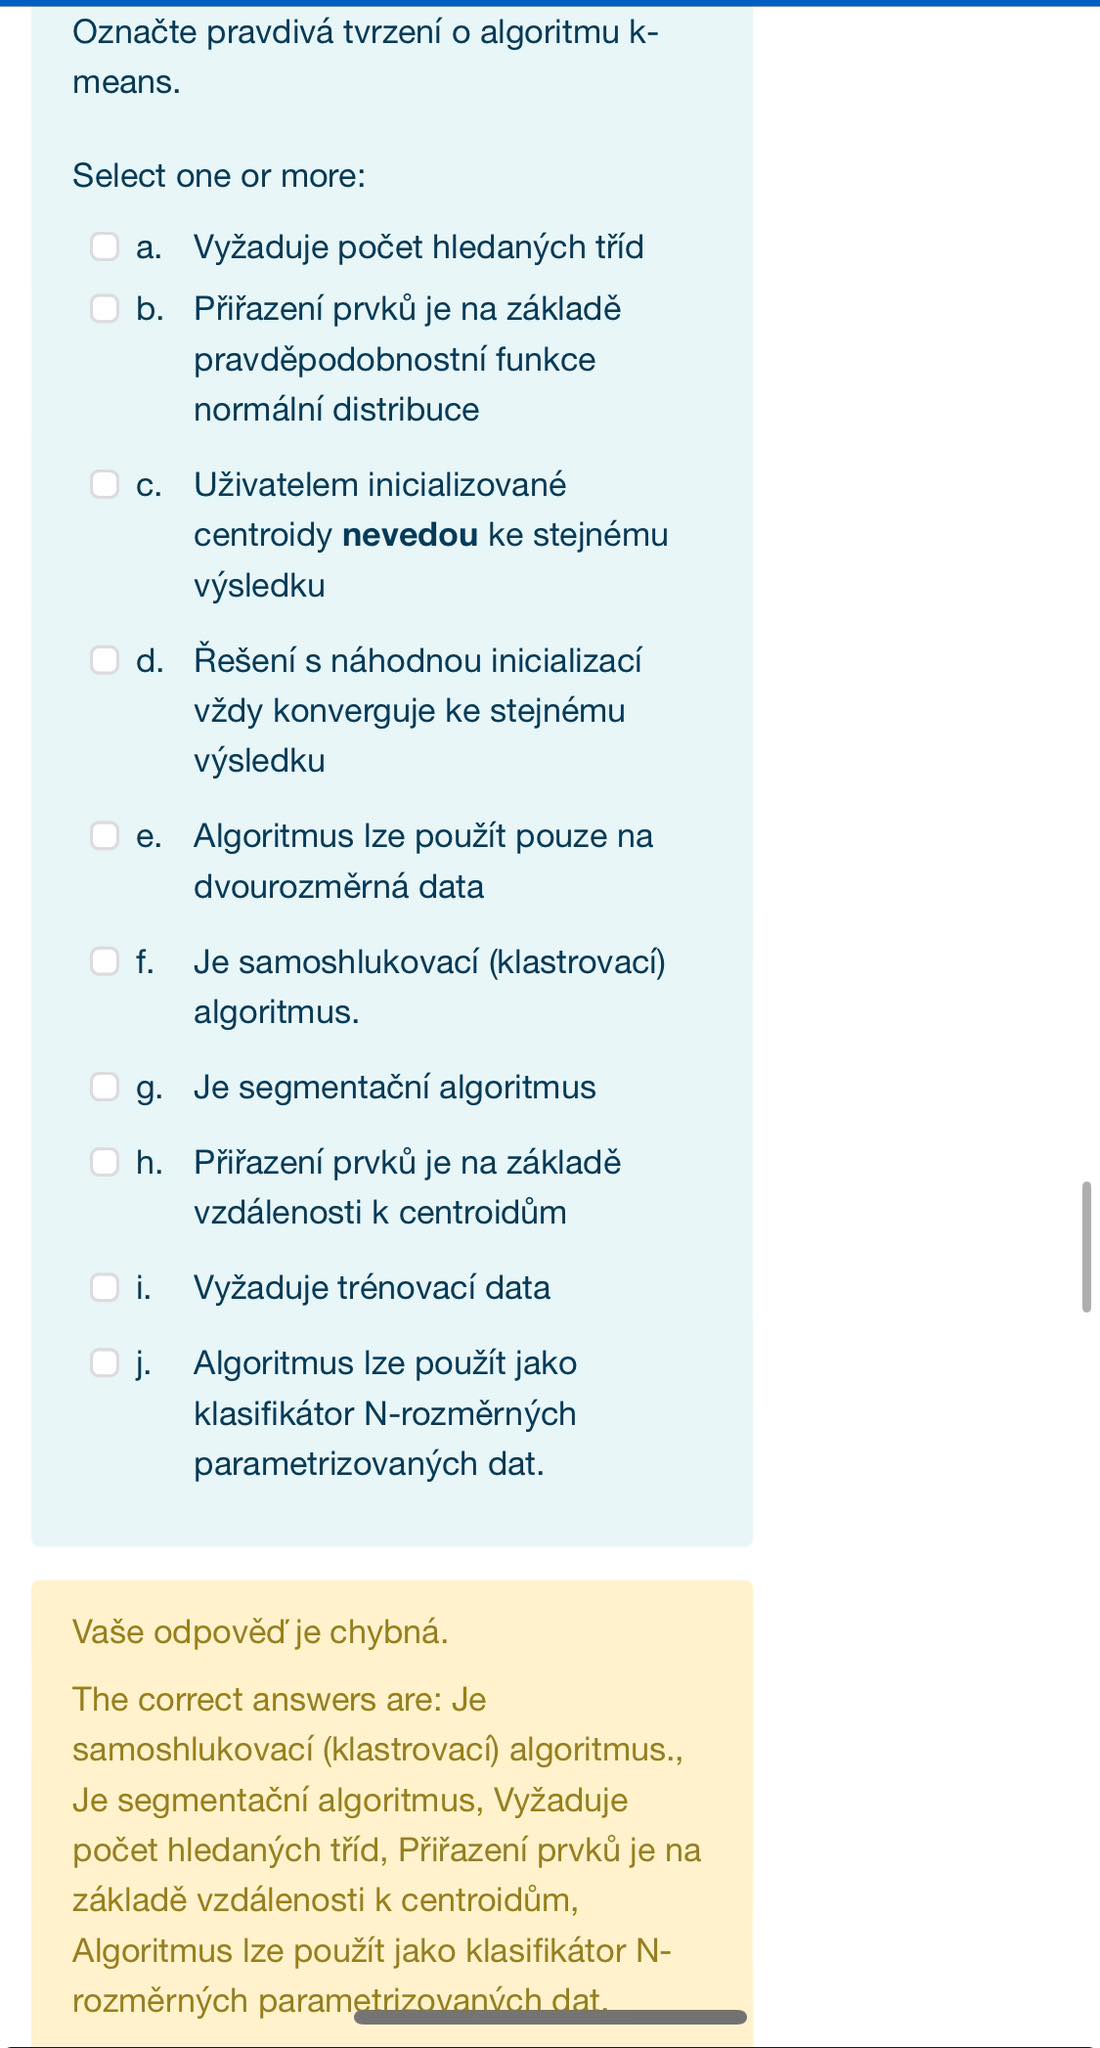 Označte pravdivá tvrzení o algoritmu k-
means.
Select one or more:
a. Vyžaduje počet hledaných tříd
b. Přiřazení prvků je na základě
pravděpodobnostní funkce
normální distribuce
c. Uživatelem inicializované
centroidy nevedou ke stejnému
výsledku
d. Řešení s náhodnou inicializací
vždy konverguje ke stejnému
výsledku
e. Algoritmus lze použít pouze na
dvourozměrná data
f. Je samoshlukovací (klastrovací)
algoritmus.
g. Je segmentační algoritmus
h. Přiřazení prvků je na základě
vzdálenosti k centroidům
i. Vyžaduje trénovací data
j. Algoritmus lze použít jako
klasifikátor N-rozměrných
parametrizovaných dat.
Vaše odpověď je chybná.
The correct answers are: Je
samoshlukovací (klastrovací) algoritmus.,
Je segmentační algoritmus, Vyžaduje
počet hledaných tříd, Přiřazení prvků je na
základě vzdálenosti k centroidům,
Algoritmus lze použít jako klasifikátor N-
rozměrných parametrizovaných dat.